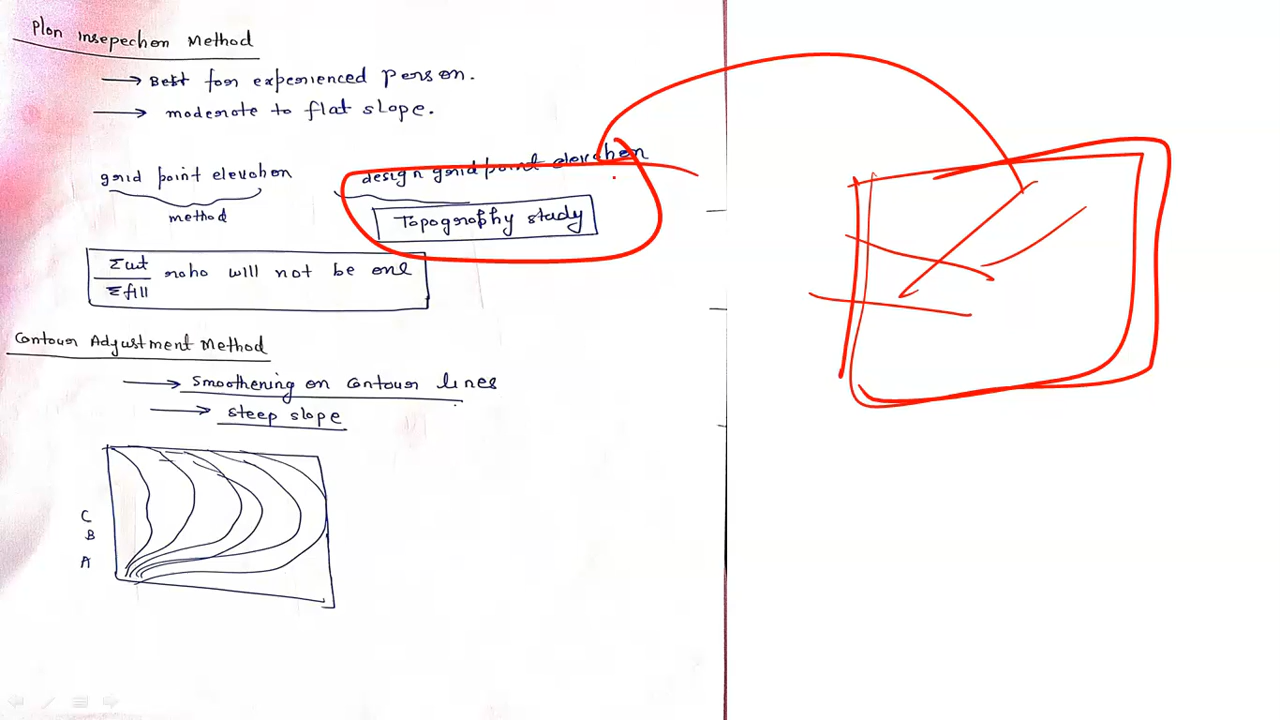 Plan Insepechon Method
→ Best for experienced person.
→ moderate to flat slope.
grid point elevation design grid point elevation
method Topography study
Σcut
Σfill ratio will not be one
Contour Adjustment Method
→ Smoothening on contour lines
→ steep slope
C
B
A